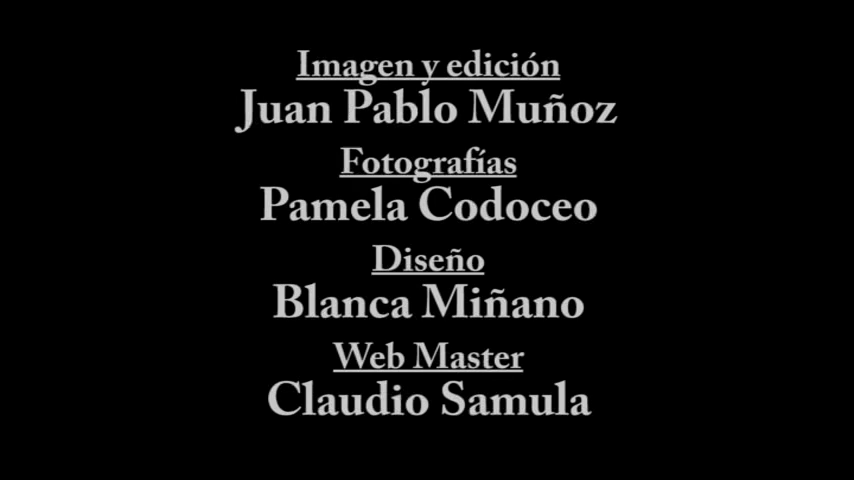 Imagen y edición
Juan Pablo Muñoz
Fotografías
Pamela Codoceo
Diseño
Blanca Miñano
Web Master
Claudio Samula